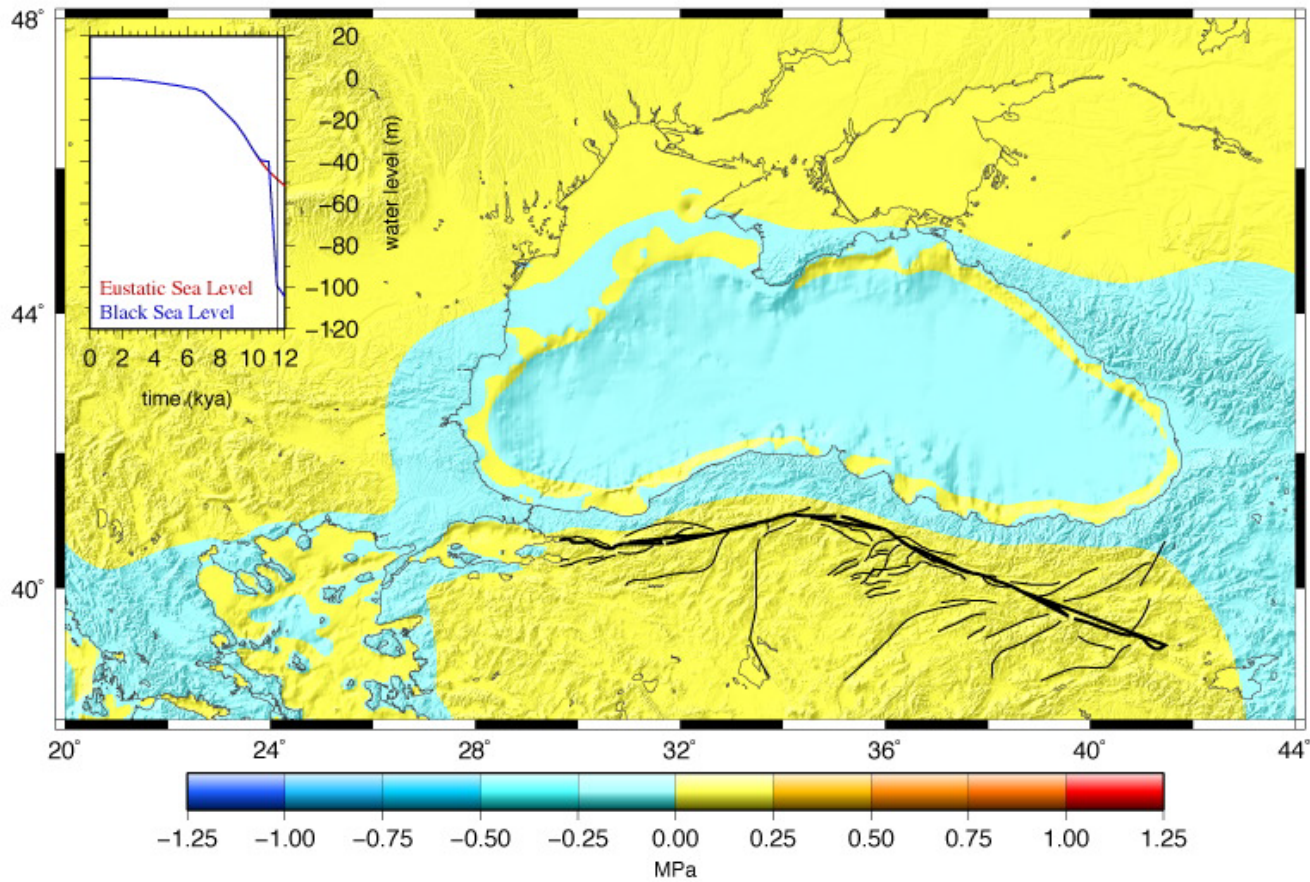 48°
44°
40°
20
0
−20
−40
−60
−80
−100
−120
water level (m)
Eustatic Sea Level
Black Sea Level
0 2 4 6 8 10 12
time (kya)
20° 24° 28° 32° 36° 40° 44°
−1.25 −1.00 −0.75 −0.50 −0.25 0.00 0.25 0.50 0.75 1.00 1.25
MPa